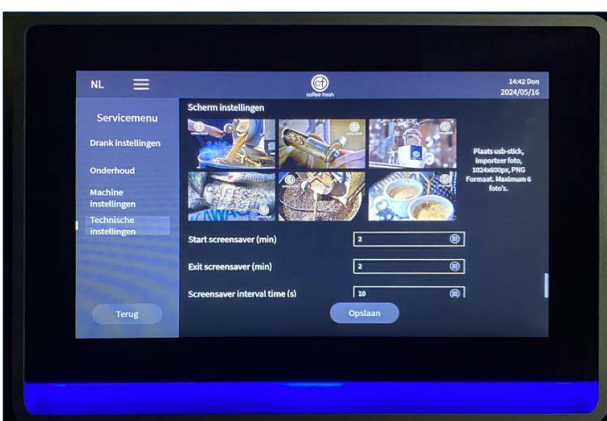 NL
coffee fresh
14:42 Don
2024/05/16
Servicemenu
Drank instellingen
Onderhoud
Machine
instellingen
Technische
instellingen
Terug
Scherm instellingen
Plaats usb-stick,
importeer foto,
1024x600px, PNG
Formaat. Maximum 6
foto's.
Start screensaver (min)
2
Exit screensaver (min)
2
Screensaver interval time (s)
10
Opslaan